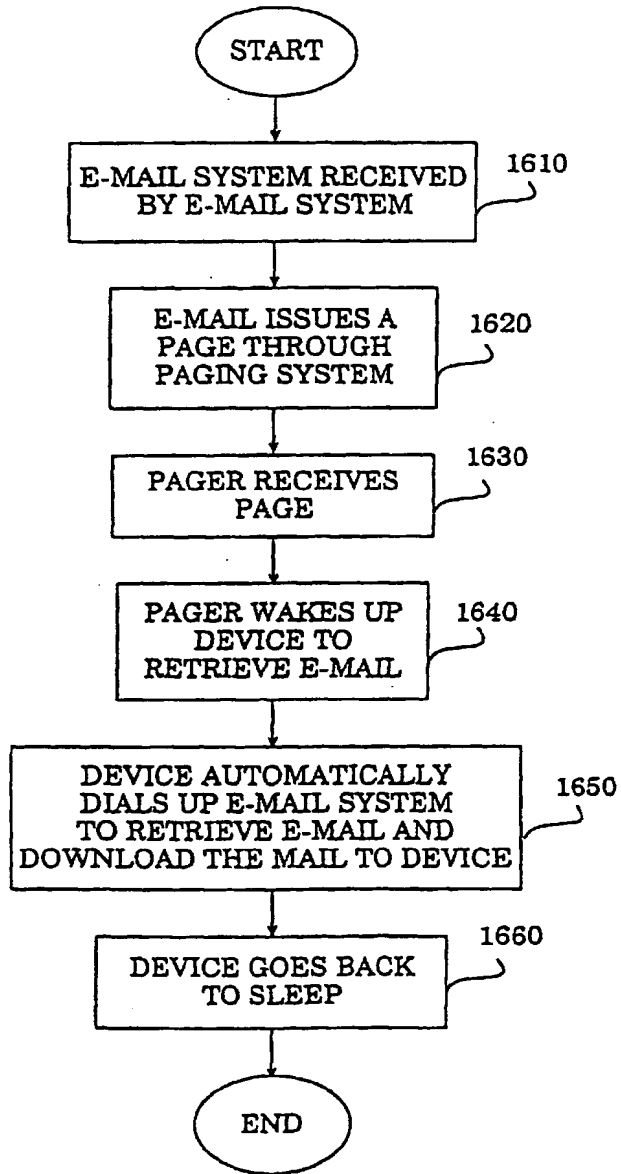 START
E-MAIL SYSTEM RECEIVED
BY E-MAIL SYSTEM
1610
E-MAIL ISSUES A
PAGE THROUGH
PAGING SYSTEM
1620
PAGER RECEIVES
PAGE
1630
PAGER WAKES UP
DEVICE TO
RETRIEVE E-MAIL
1640
DEVICE AUTOMATICALLY
DIALS UP E-MAIL SYSTEM
TO RETRIEVE E-MAIL AND
DOWNLOAD THE MAIL TO DEVICE
1650
DEVICE GOES BACK
TO SLEEP
1660
END